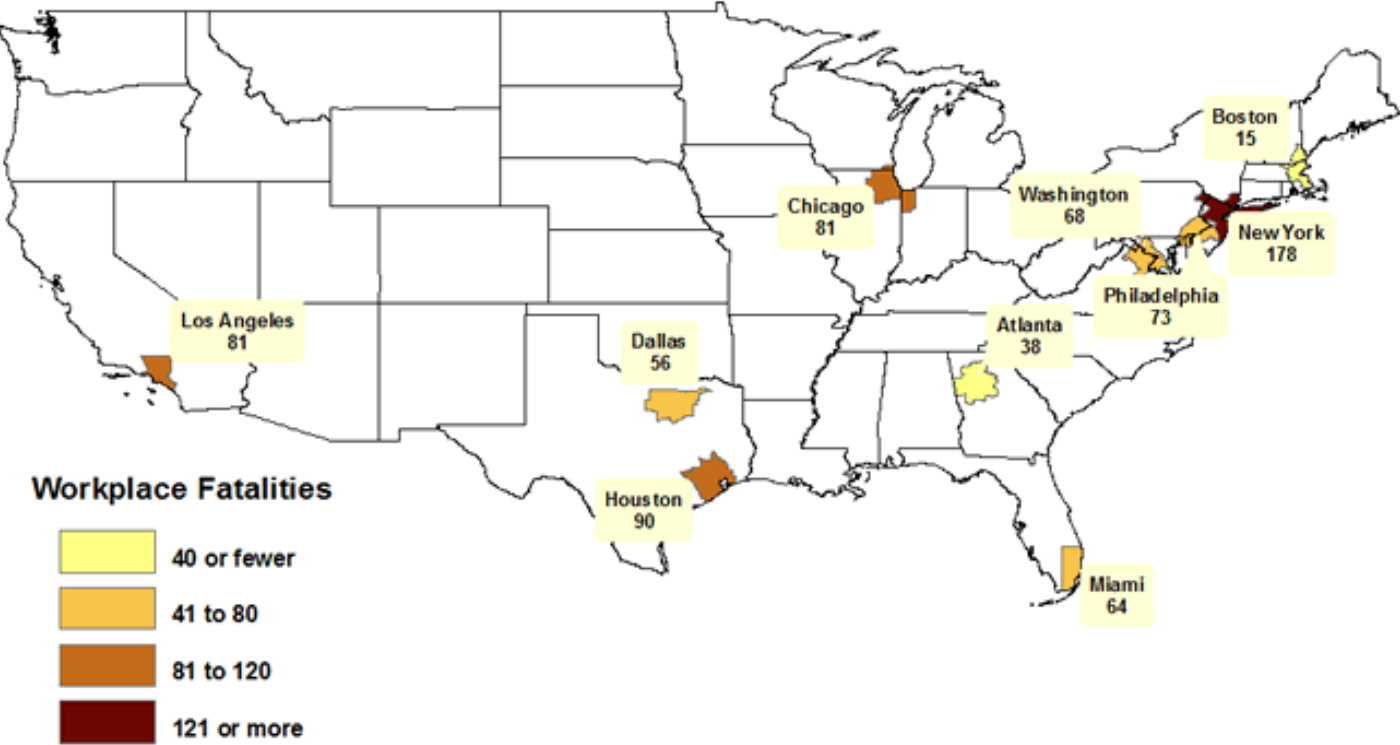 Boston
15
Washington
68
Chicago
81
New York
178
Philadelphia
73
Los Angeles
81
Atlanta
38
Dallas
56
Houston
90
Miami
64
Workplace Fatalities
40 or fewer
41 to 80
81 to 120
121 or more